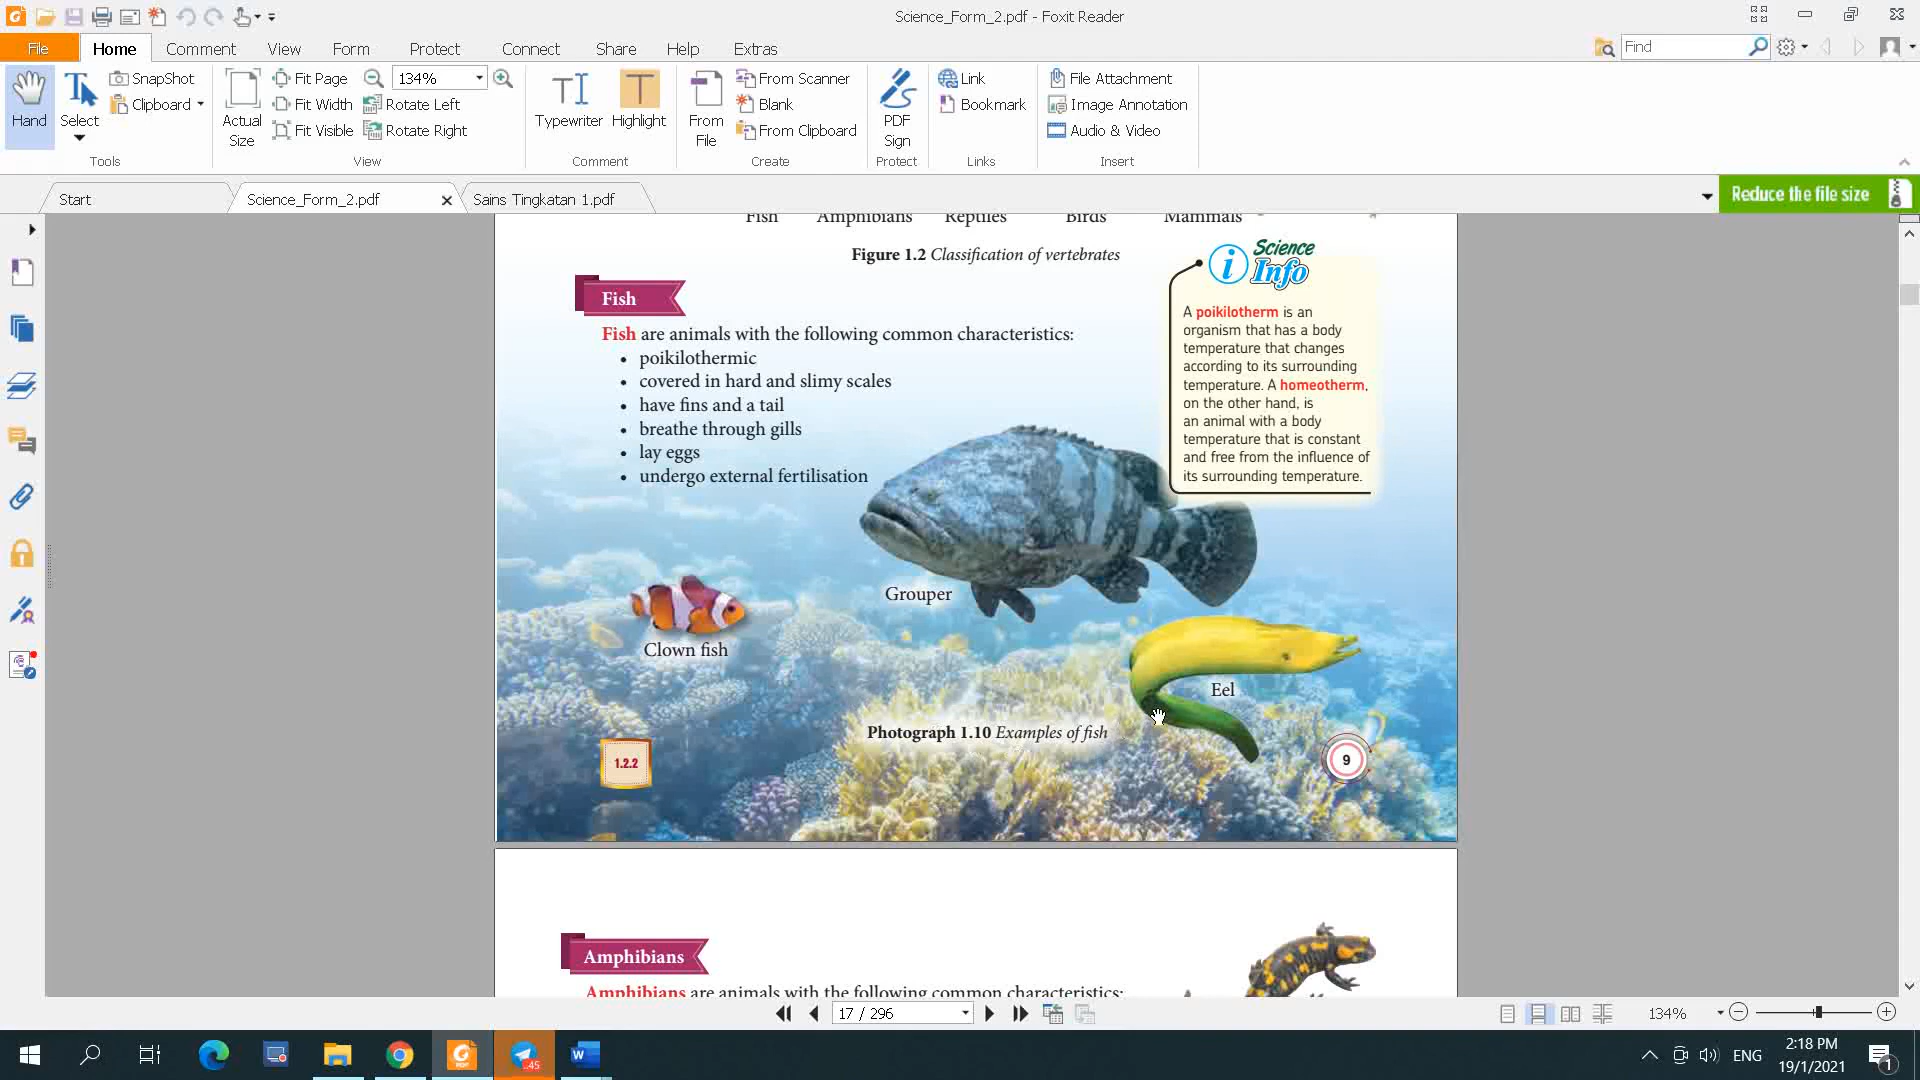 Science_Form_2.pdf - Foxit Reader
File Home Comment View Form Protect Connect Share Help Extras
Find
Hand
Select
SnapShot
Clipboard
Tools
Actual Size
Fit Page
Fit Width
Fit Visible
134%
Rotate Left
Rotate Right
View
Typewriter
Highlight
Comment
From File
From Scanner
Blank
From Clipboard
Create
PDF Sign
Protect
Link
Bookmark
Links
File Attachment
Image Annotation
Audio & Video
Insert
Start
Science_Form_2.pdf
Sains Tingkatan 1.pdf
Reduce the file size
Fish Amphibians Reptiles Birds Mammals
Figure 1.2 Classification of vertebrates
Fish
Fish are animals with the following common characteristics:
• poikilothermic
• covered in hard and slimy scales
• have fins and a tail
• breathe through gills
• lay eggs
• undergo external fertilisation
i Science
Info
A poikilotherm is an
organism that has a body
temperature that changes
according to its surrounding
temperature. A homeotherm,
on the other hand, is
an animal with a body
temperature that is constant
and free from the influence of
its surrounding temperature.
Grouper
Clown fish
Eel
Photograph 1.10 Examples of fish
1.2.2
9
Amphibians
Amphibians are animals with the following common characteristics:
17 / 296
134%
W
45
ENG
2:18 PM
19/1/2021
1